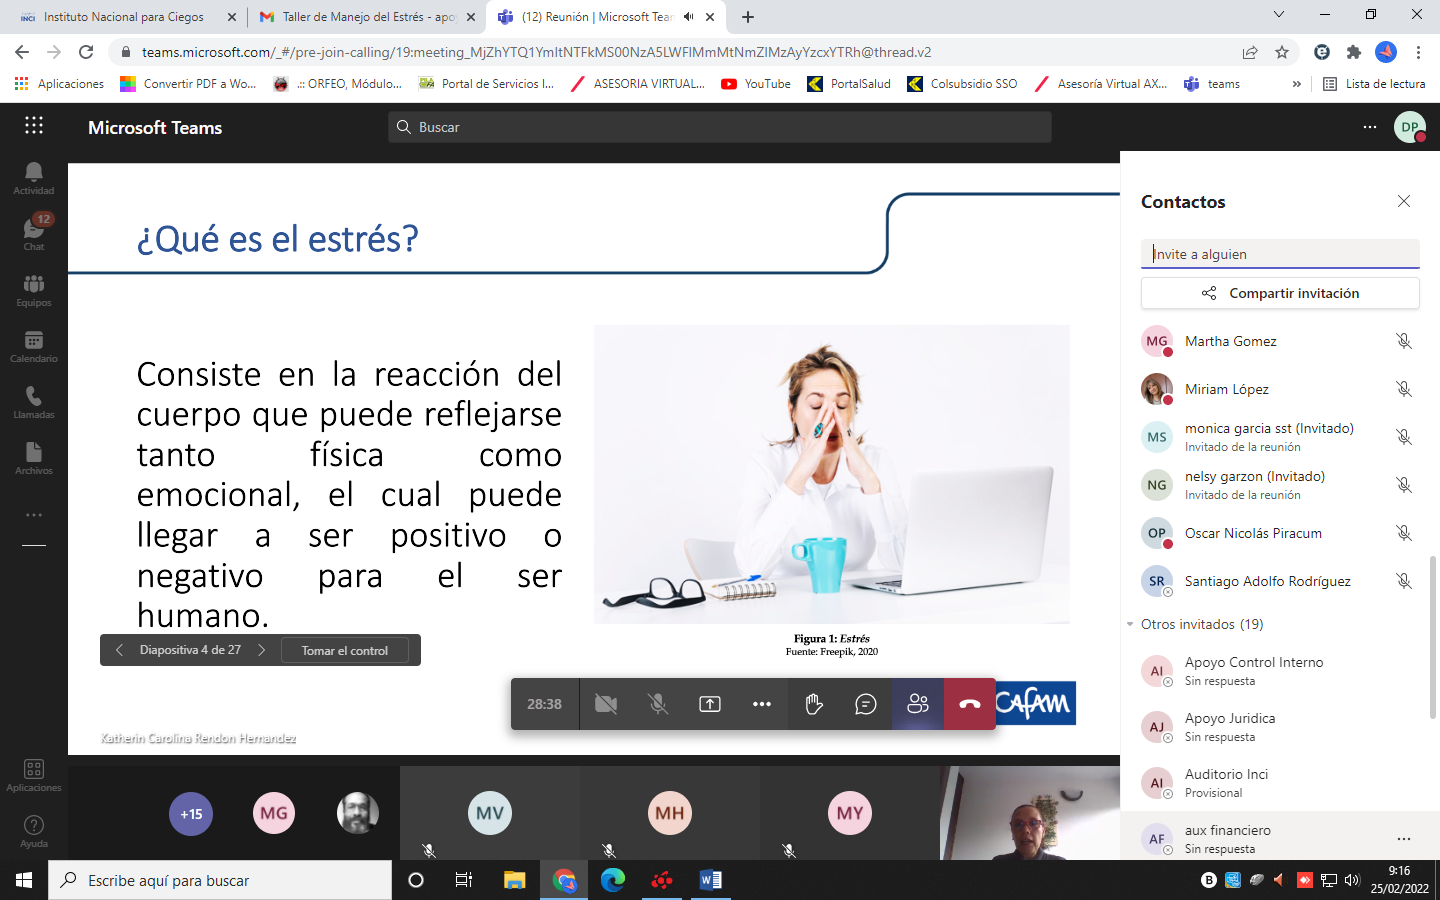 Instituto Nacional para Ciegos
Taller de Manejo del Estrés - apo
(12) Reunión | Microsoft Tea
teams.microsoft.com/_#/pre-join-calling/19:meeting_MjZhYTQ1YmItNTFkMS00NzA5LWFlMmMtNmZlMzAyYzcxYTRh@thread.v2
Aplicaciones
Convertir PDF a Wo...
.:: ORFEO, Módulo...
Portal de Servicios I...
ASESORIA VIRTUAL...
YouTube
PortalSalud
Colsubsidio SSO
Asesoría Virtual AX...
teams
»
Lista de lectura
Microsoft Teams
Buscar
DP
Actividad
12
Chat
Equipos
Calendario
Llamadas
Archivos
Aplicaciones
Ayuda
¿Qué es el estrés?
Consiste en la reacción del
cuerpo que puede reflejarse
tanto física como
emocional, el cual puede
llegar a ser positivo o
negativo para el ser
humano.
Figura 1: Estrés
Fuente: Freepik, 2020
Diapositiva 4 de 27
Tomar el control
28:38
cafam
Katherin Carolina Rendon Hernandez
+15
MG
MV
MH
MY
Contactos
Invite a alguien
Compartir invitación
MG
Martha Gomez
Miriam López
MS
monica garcia sst (Invitado)
Invitado de la reunión
NG
nelsy garzon (Invitado)
Invitado de la reunión
OP
Oscar Nicolás Piracum
SR
Santiago Adolfo Rodríguez
Otros invitados (19)
AI
Apoyo Control Interno
Sin respuesta
AJ
Apoyo Juridica
Sin respuesta
AI
Auditorio Inci
Provisional
AF
aux financiero
Sin respuesta
Escribe aquí para buscar
9:16
25/02/2022